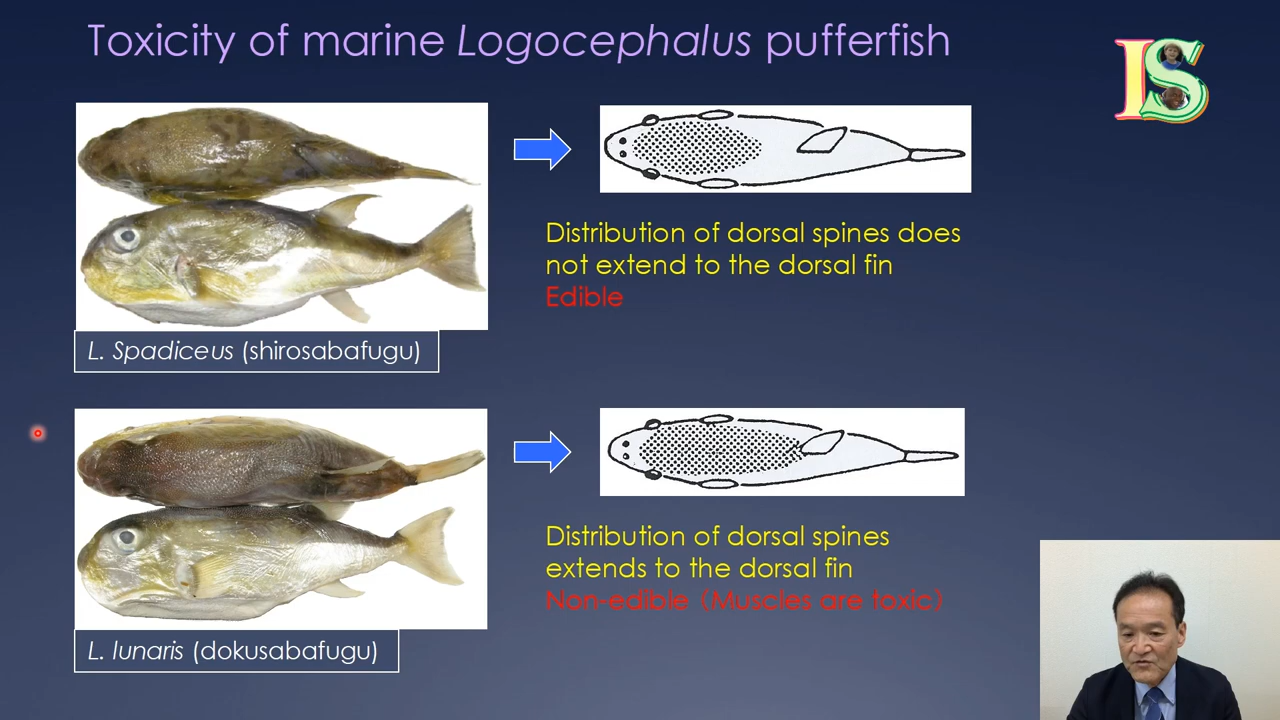 Toxicity of marine Logocephalus pufferfish
IS
Distribution of dorsal spines does
not extend to the dorsal fin
Edible
L. Spadiceus (shirosabafugu)
Distribution of dorsal spines
extends to the dorsal fin
Non-edible (Muscles are toxic)
L. lunaris (dokusabafugu)